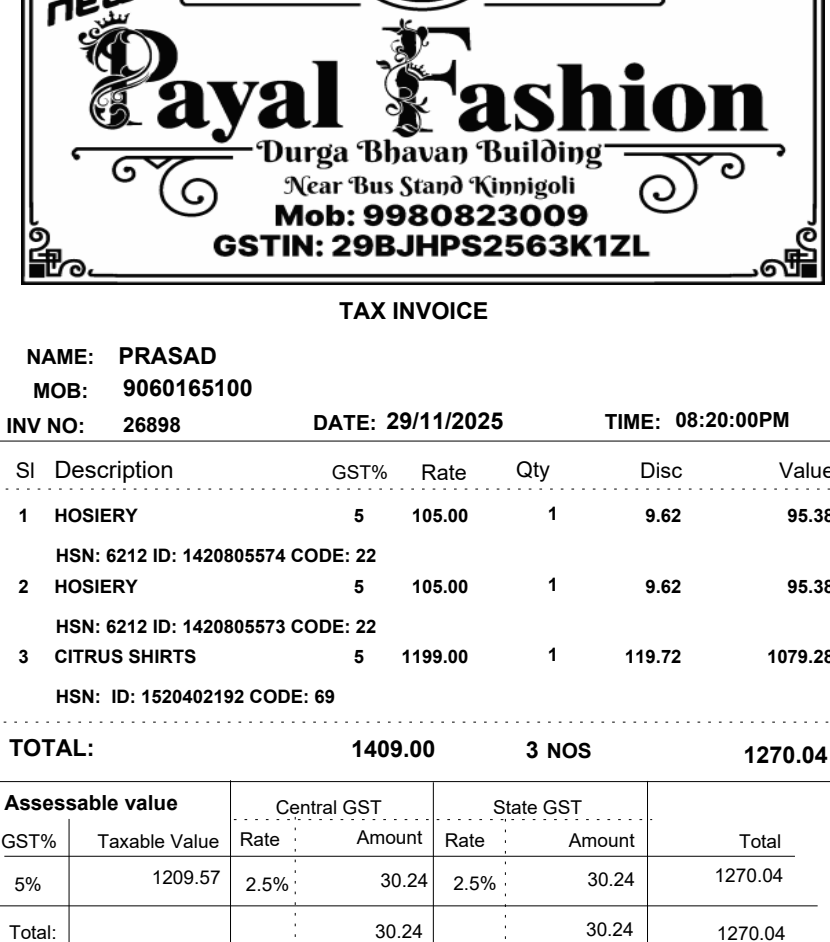 new
Payal Fashion
Durga Bhavan Building
Near Bus Stand Kinnigoli
Mob: 9980823009
GSTIN: 29BJHPS2563K1ZL
TAX INVOICE
NAME: PRASAD
MOB: 9060165100
INV NO: 26898 DATE: 29/11/2025 TIME: 08:20:00PM
Sl Description GST% Rate Qty Disc Value
1 HOSIERY 5 105.00 1 9.62 95.38
HSN: 6212 ID: 1420805574 CODE: 22
2 HOSIERY 5 105.00 1 9.62 95.38
HSN: 6212 ID: 1420805573 CODE: 22
3 CITRUS SHIRTS 5 1199.00 1 119.72 1079.28
HSN: ID: 1520402192 CODE: 69
TOTAL: 1409.00 3 NOS 1270.04
Assessable value Central GST State GST
GST% Taxable Value Rate Amount Rate Amount Total
5% 1209.57 2.5% 30.24 2.5% 30.24 1270.04
Total: 30.24 30.24 1270.04